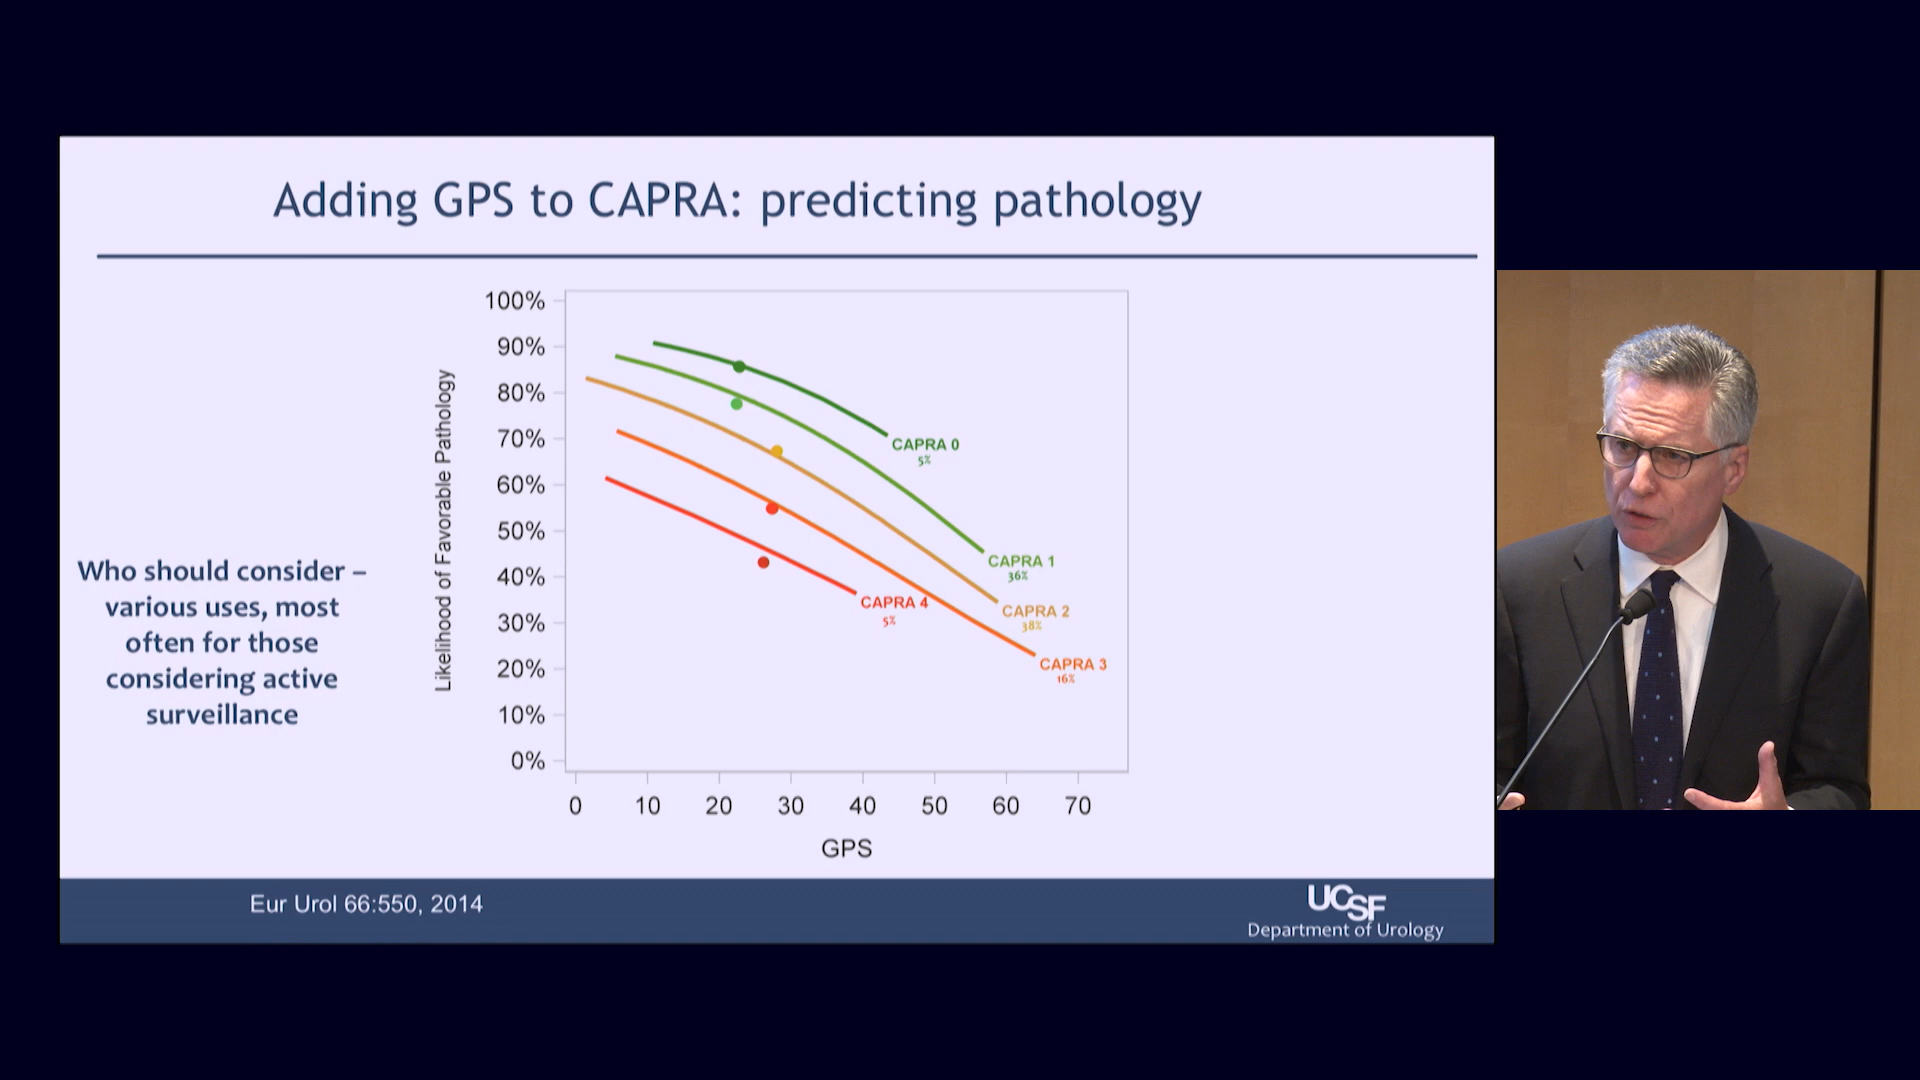 Adding GPS to CAPRA: predicting pathology
Who should consider –
various uses, most
often for those
considering active
surveillance
Likelihood of Favorable Pathology
100%
90%
80%
70%
60%
50%
40%
30%
20%
10%
0%
CAPRA 0
5%
CAPRA 1
36%
CAPRA 2
38%
CAPRA 3
16%
CAPRA 4
5%
0 10 20 30 40 50 60 70
GPS
Eur Urol 66:550, 2014
UCSF
Department of Urology